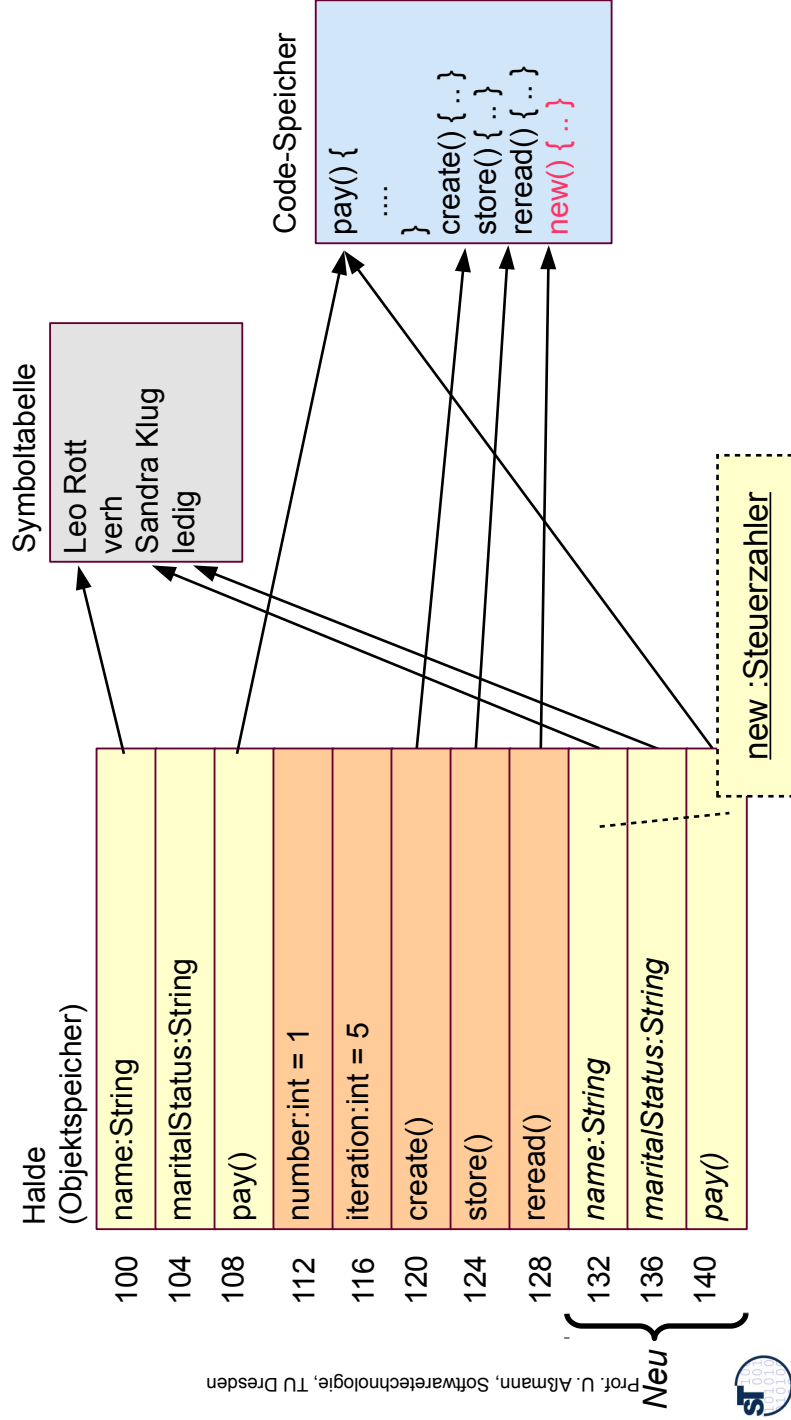 Halde
(Objektspeicher)
100
name:String
104
maritalStatus:String
108
pay()
112
number:int = 1
116
iteration:int = 5
120
create()
124
store()
128
reread()
132
name:String
136
maritalStatus:String
140
pay()
Neu
Symboltabelle
Leo Rott
verh
Sandra Klug
ledig
Code-Speicher
pay() {
....
}
create() { .. }
store() { .. }
reread() { .. }
new() { .. }
new :Steuerzahler
Prof. U. Aßmann, Softwaretechnologie, TU Dresden
ST